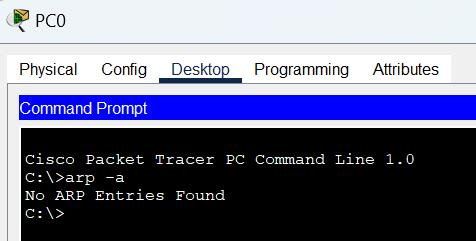 PC0
Physical Config Desktop Programming Attributes
Command Prompt
Cisco Packet Tracer PC Command Line 1.0
C:\>arp -a
No ARP Entries Found
C:\>